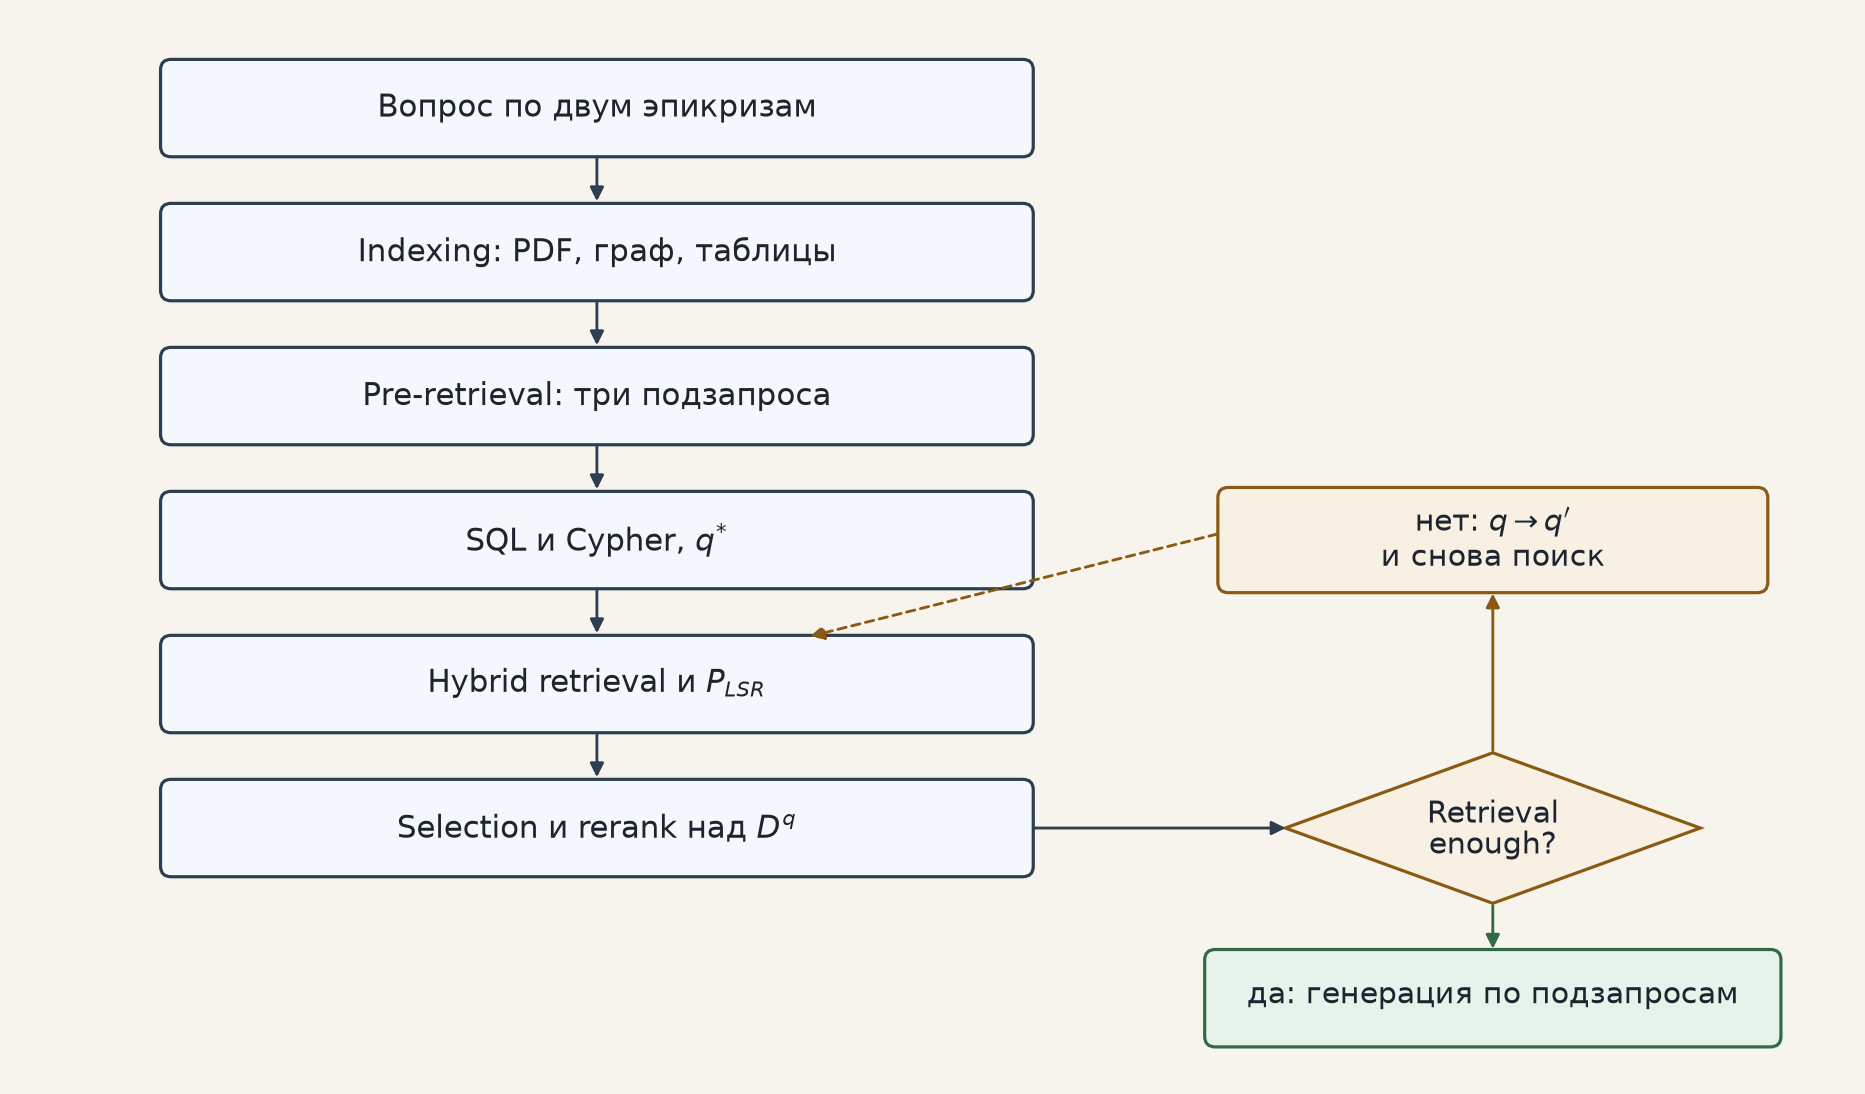 Вопрос по двум эпикризам
Indexing: PDF, граф, таблицы
Pre-retrieval: три подзапроса
SQL и Cypher, q*
Hybrid retrieval и P_LSR
Selection и rerank над D^q
нет: q → q′
и снова поиск
Retrieval
enough?
да: генерация по подзапросам